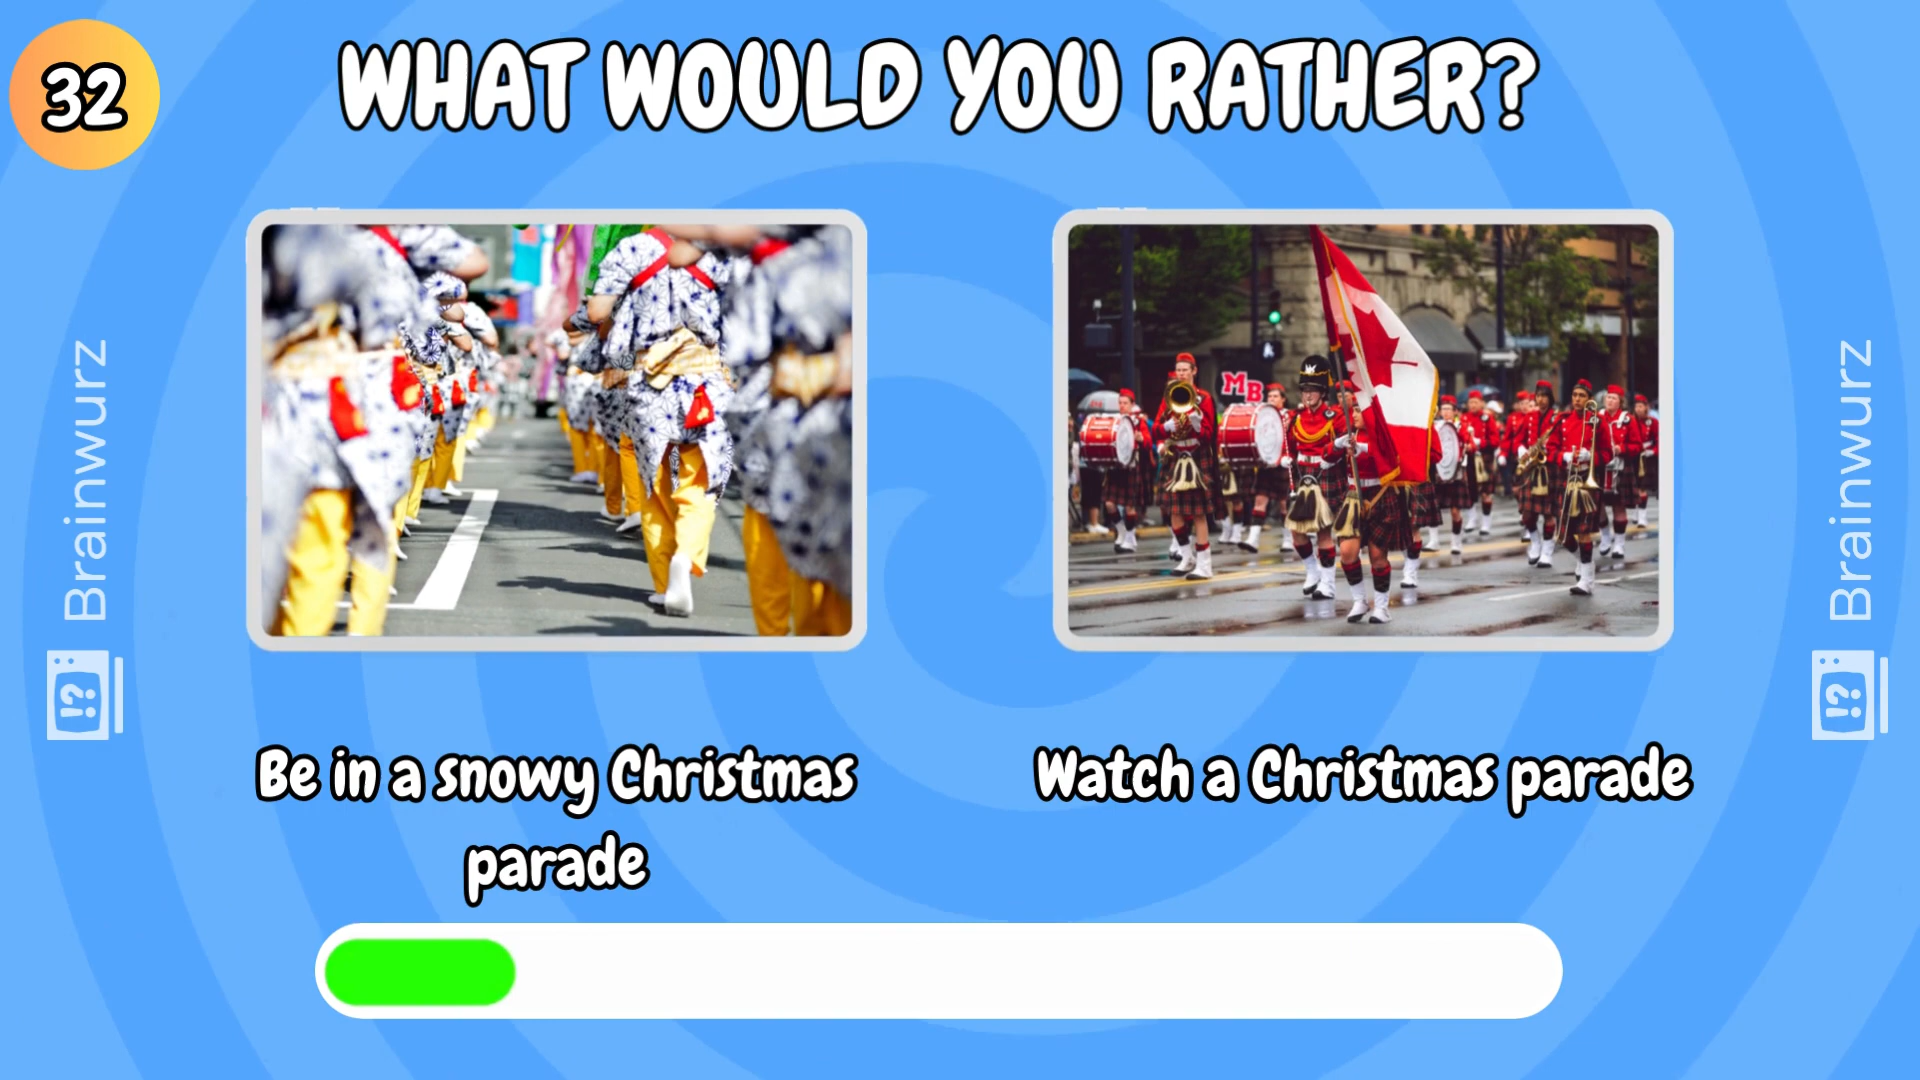 32
WHAT WOULD YOU RATHER?
MB
Brainwurz
!?
Brainwurz
!?
Be in a snowy Christmas
parade
Watch a Christmas parade